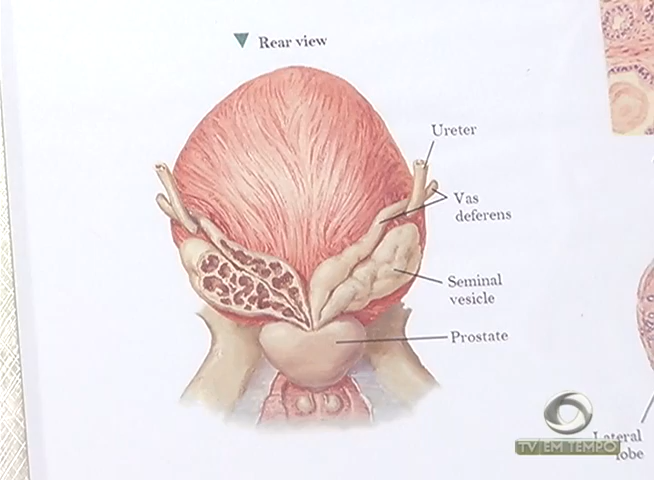 Rear view
Ureter
Vas
deferens
Seminal
vesicle
Prostate
Lateral
lobe
TV EM TEMPO